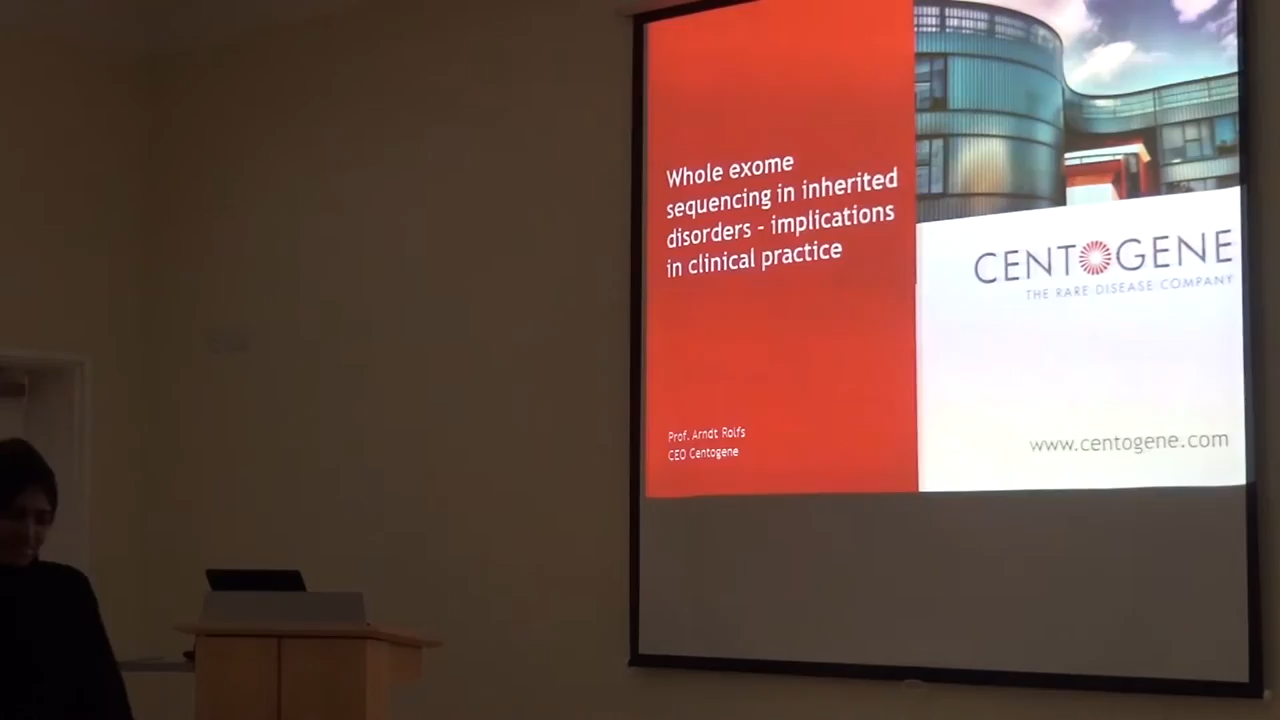 Whole exome
sequencing in inherited
disorders - implications
in clinical practice
Prof. Arndt Rolfs
CEO Centogene
CENTOGENE
THE RARE DISEASE COMPANY
www.centogene.com